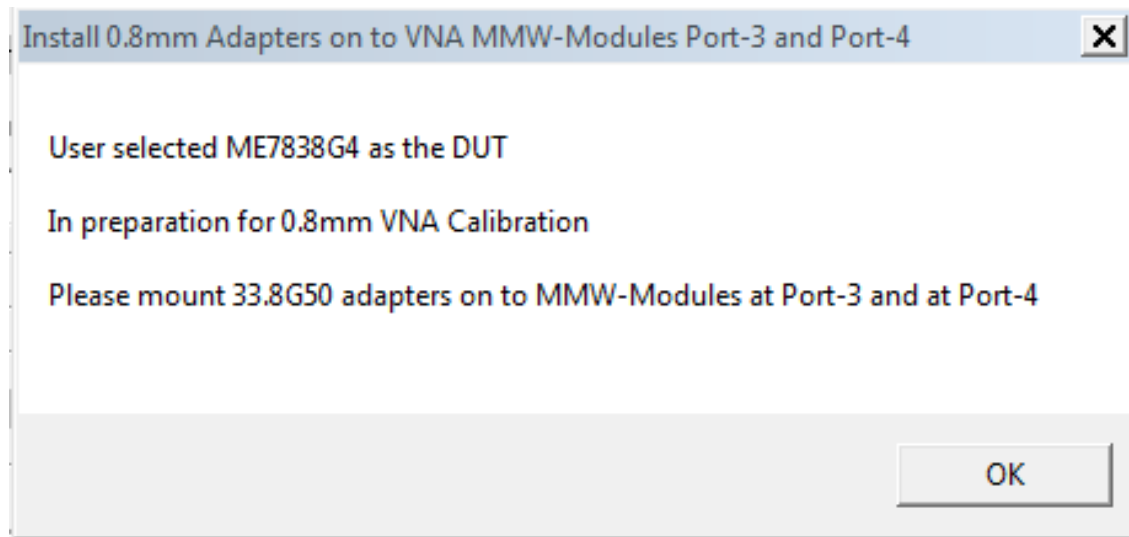 Install 0.8mm Adapters on to VNA MMW-Modules Port-3 and Port-4
User selected ME7838G4 as the DUT
In preparation for 0.8mm VNA Calibration
Please mount 33.8G50 adapters on to MMW-Modules at Port-3 and at Port-4
OK